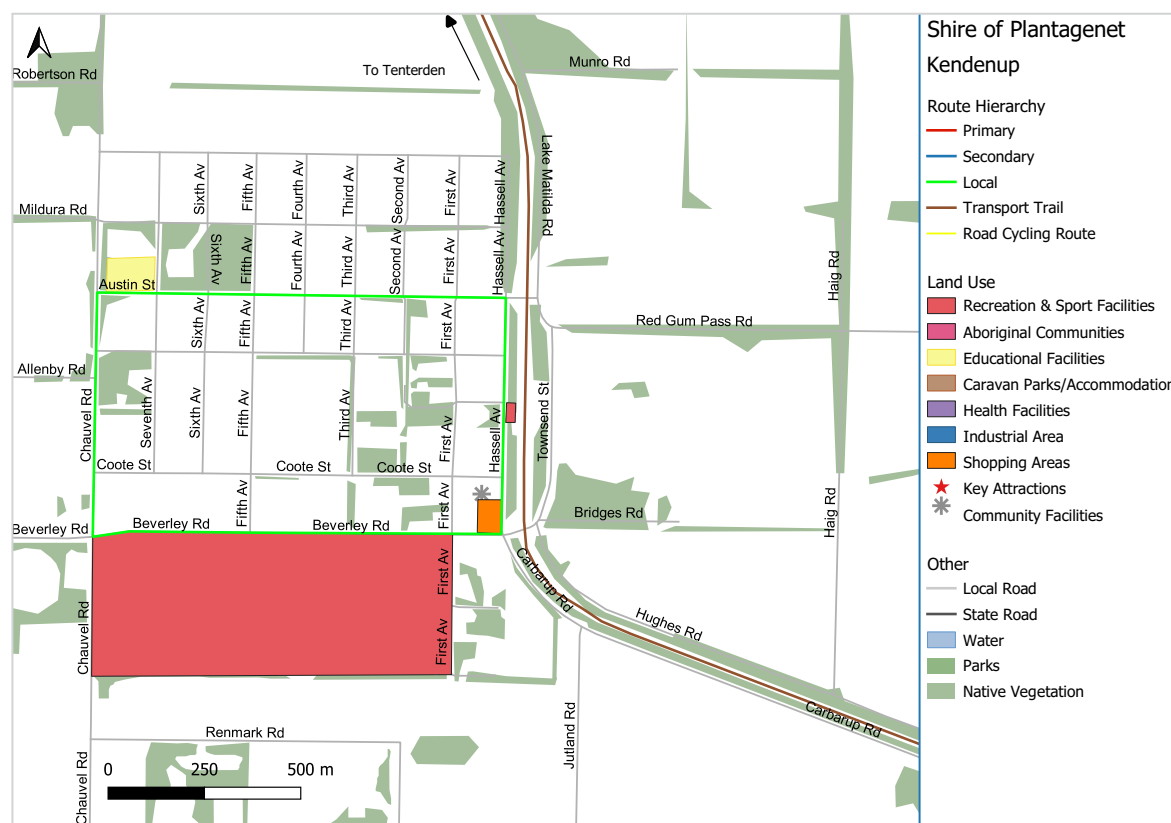 Shire of Plantagenet
Kendenup
Route Hierarchy
Primary
Secondary
Local
Transport Trail
Road Cycling Route
Land Use
Recreation & Sport Facilities
Aboriginal Communities
Educational Facilities
Caravan Parks/Accommodation
Health Facilities
Industrial Area
Shopping Areas
Key Attractions
Community Facilities
Other
Local Road
State Road
Water
Parks
Native Vegetation
Robertson Rd
To Tenterden
Munro Rd
Lake Matilda Rd
Sixth Av
Fifth Av
Fourth Av
Third Av
Second Av
First Av
Hassell Av
Mildura Rd
Sixth Av
Fifth Av
Fourth Av
Third Av
Second Av
First Av
Hassell Av
Haig Rd
Austin St
Sixth Av
Fifth Av
Third Av
First Av
Red Gum Pass Rd
Allenby Rd
Chauvel Rd
Seventh Av
Sixth Av
Fifth Av
Third Av
First Av
Hassell Av
Townsend St
Coote St
Coote St
Coote St
Fifth Av
First Av
Bridges Rd
Haig Rd
Beverley Rd
Beverley Rd
Beverley Rd
First Av
Carbarup Rd
Chauvel Rd
First Av
Hughes Rd
Carbarup Rd
Jutland Rd
Renmark Rd
Chauvel Rd
0 250 500 m